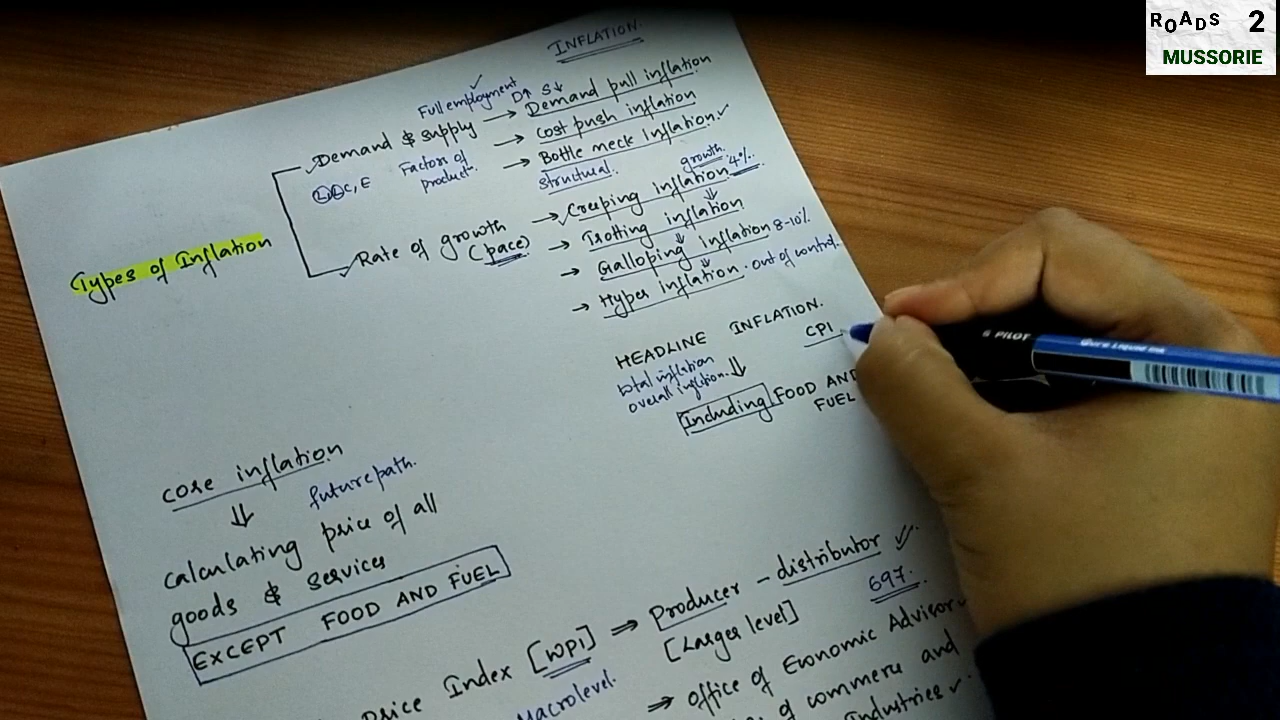 ROADS 2
MUSSORIE
INFLATION.
Full employment
D↑ S↓
Demand & supply → Demand pull inflation
→ Cost push inflation
→ Bottle neck Inflation.
L, L, C, E
Factors of
product.
structural.
growth.
Types of Inflation
Rate of growth
(pace)
→ Creeping inflation. 4%.
→ Trotting inflation
→ Galloping inflation 8-10%
→ Hyper inflation. out of control.
HEADLINE INFLATION.
CPI
total inflation
overall inflation.
Including FOOD AND
FUEL
core inflation
future path.
calculating price of all
goods & services
EXCEPT FOOD AND FUEL
Price Index [WPI] ⇒ Producer - distributor
Macrolevel.
[Larger level]
697.
⇒ office of Economic Advisor
of commerce and
Industries